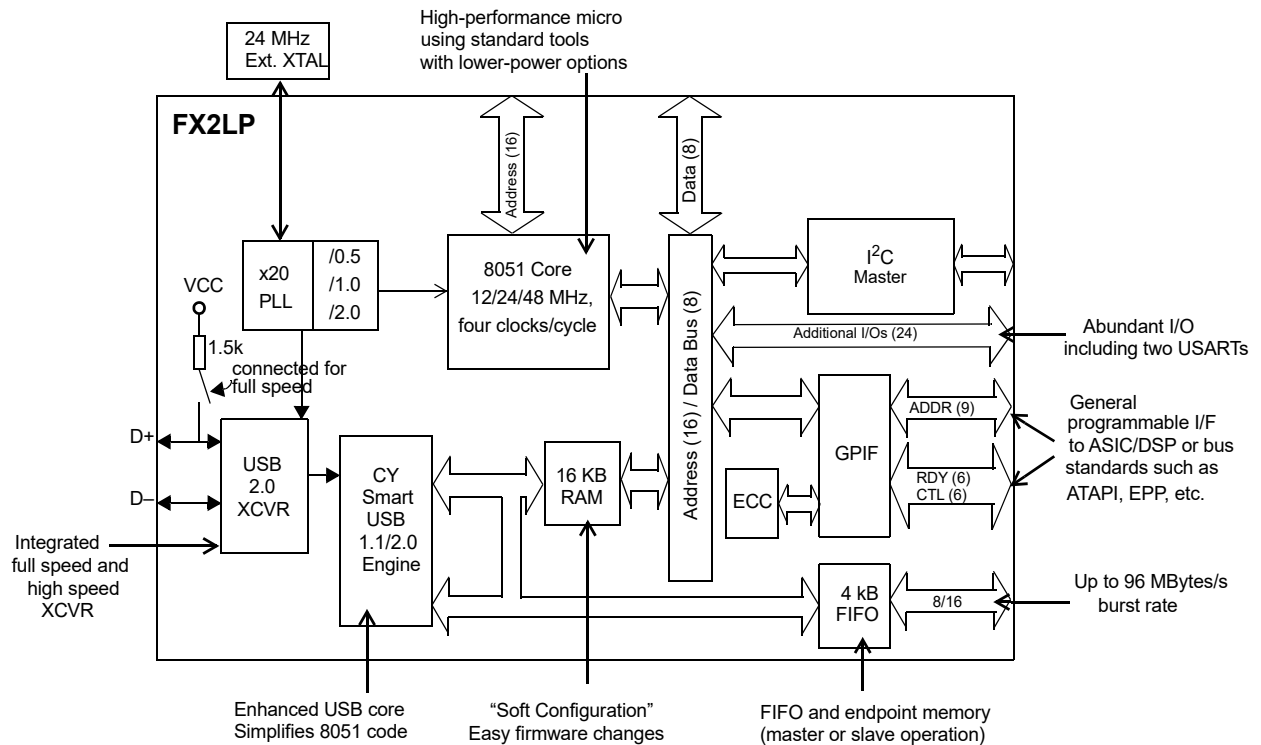 High-performance micro
using standard tools
with lower-power options
24 MHz
Ext. XTAL
FX2LP
Address (16)
Data (8)
x20
PLL
/0.5
/1.0
/2.0
8051 Core
12/24/48 MHz,
four clocks/cycle
I²C
Master
VCC
1.5k
connected for
full speed
Additional I/Os (24)
Abundant I/O
including two USARTs
Address (16) / Data Bus (8)
ADDR (9)
General
programmable I/F
to ASIC/DSP or bus
standards such as
ATAPI, EPP, etc.
D+
D–
USB
2.0
XCVR
CY
Smart
USB
1.1/2.0
Engine
16 KB
RAM
GPIF
RDY (6)
CTL (6)
ECC
Integrated
full speed and
high speed
XCVR
4 kB
FIFO
8/16
Up to 96 MBytes/s
burst rate
Enhanced USB core
Simplifies 8051 code
“Soft Configuration”
Easy firmware changes
FIFO and endpoint memory
(master or slave operation)